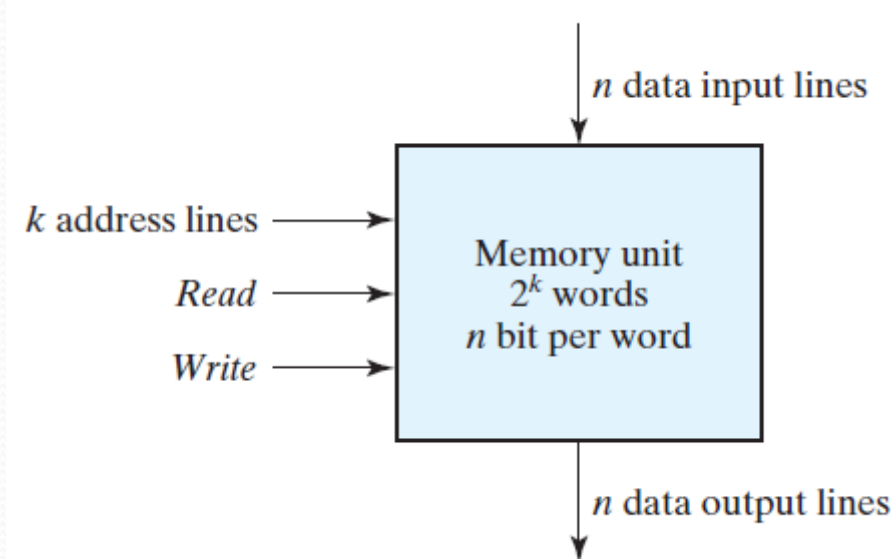 n data input lines
k address lines
Read
Write
Memory unit
2^k words
n bit per word
n data output lines